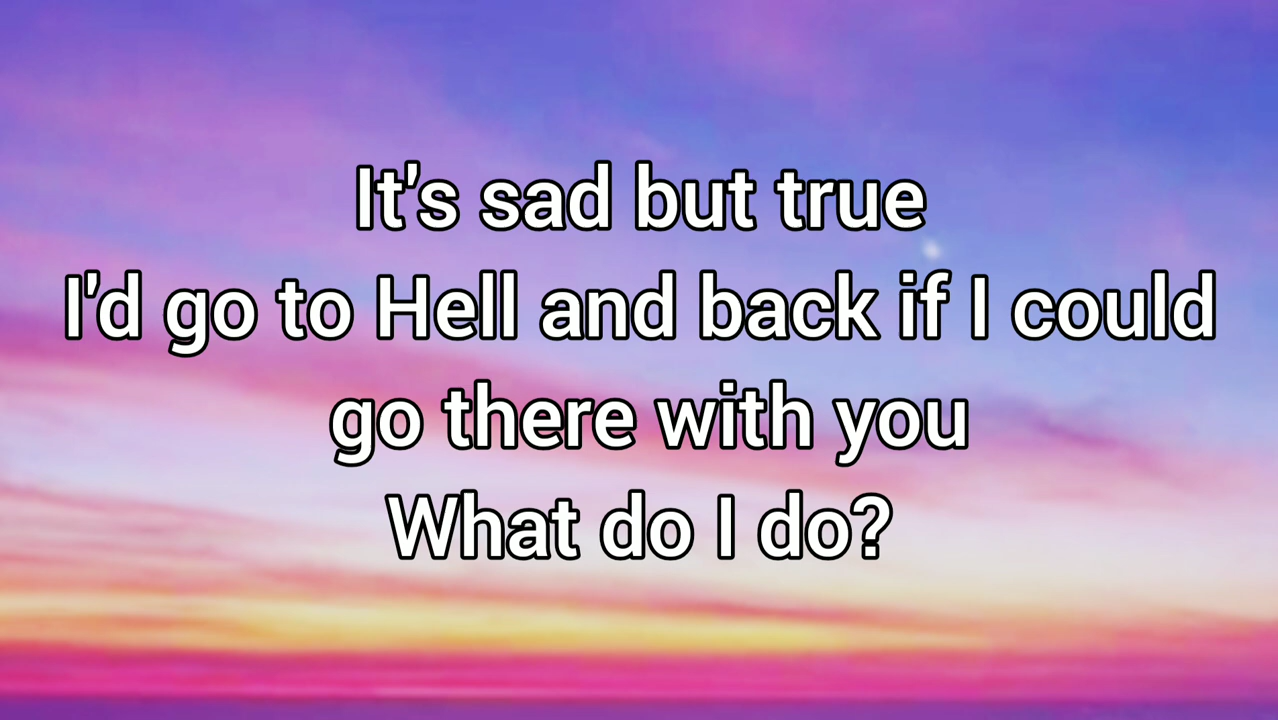 It's sad but true
I'd go to Hell and back if I could
go there with you
What do I do?